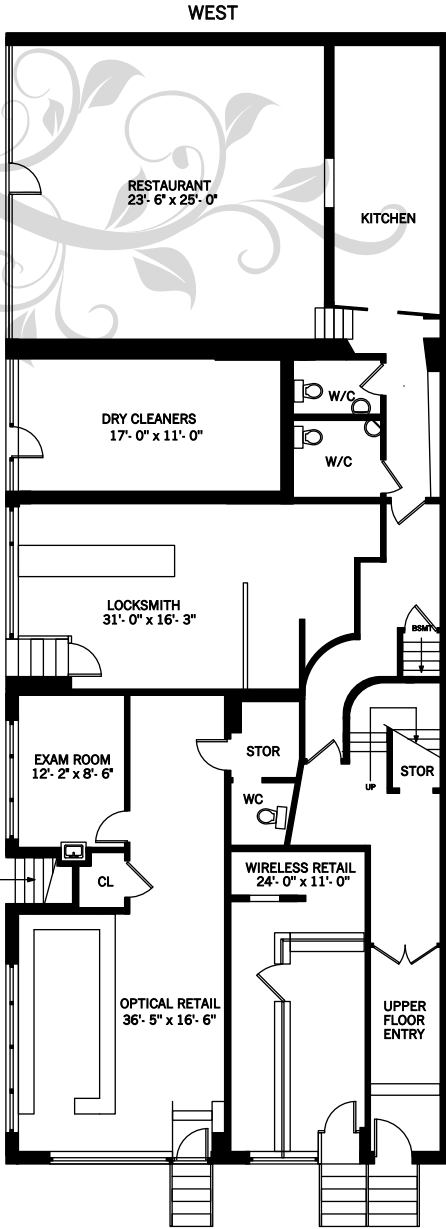 WEST
RESTAURANT
23'- 6" x 25'- 0"
KITCHEN
W/C
DRY CLEANERS
17'- 0" x 11'- 0"
W/C
LOCKSMITH
31'- 0" x 16'- 3"
BSMT
STOR
EXAM ROOM
12'- 2" x 8'- 6"
STOR
UP
WC
WIRELESS RETAIL
24'- 0" x 11'- 0"
CL
OPTICAL RETAIL
36'- 5" x 16'- 6"
UPPER
FLOOR
ENTRY